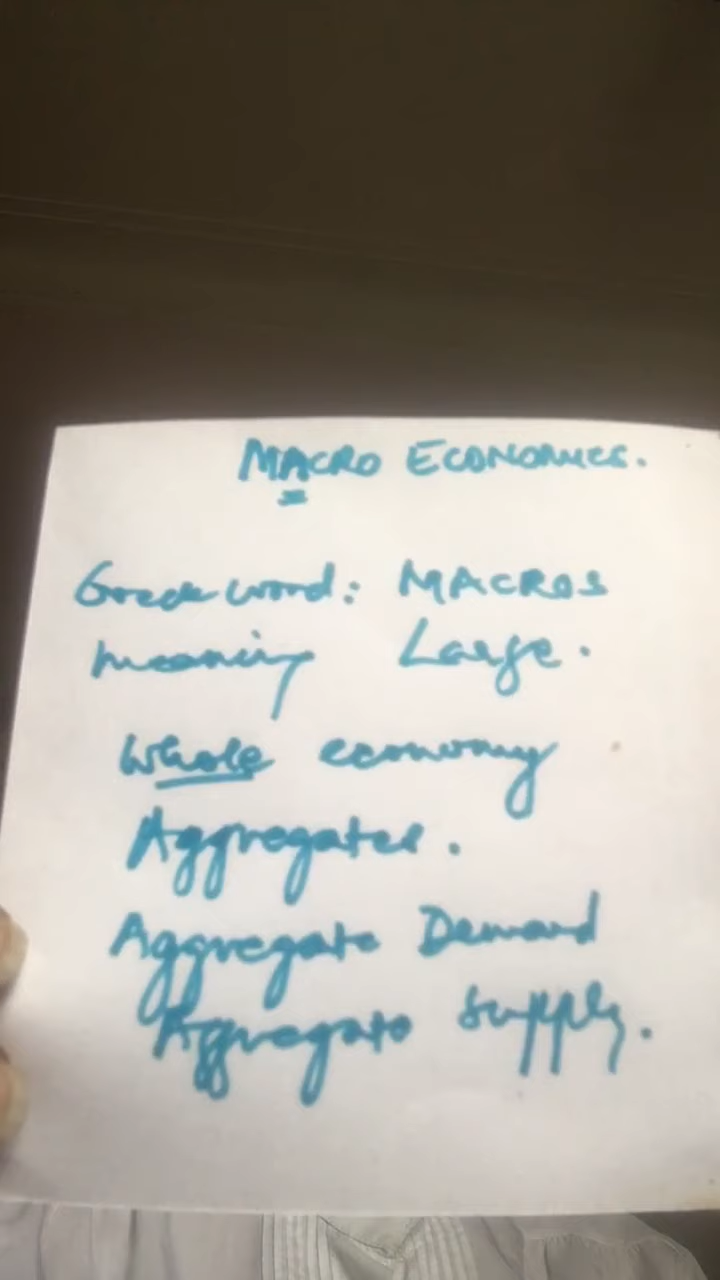 MACRO ECONOMICS.
Greek word: MACROS
meaning Large.
Whole economy
Aggregates.
Aggregate Demand
Aggregate Supply.